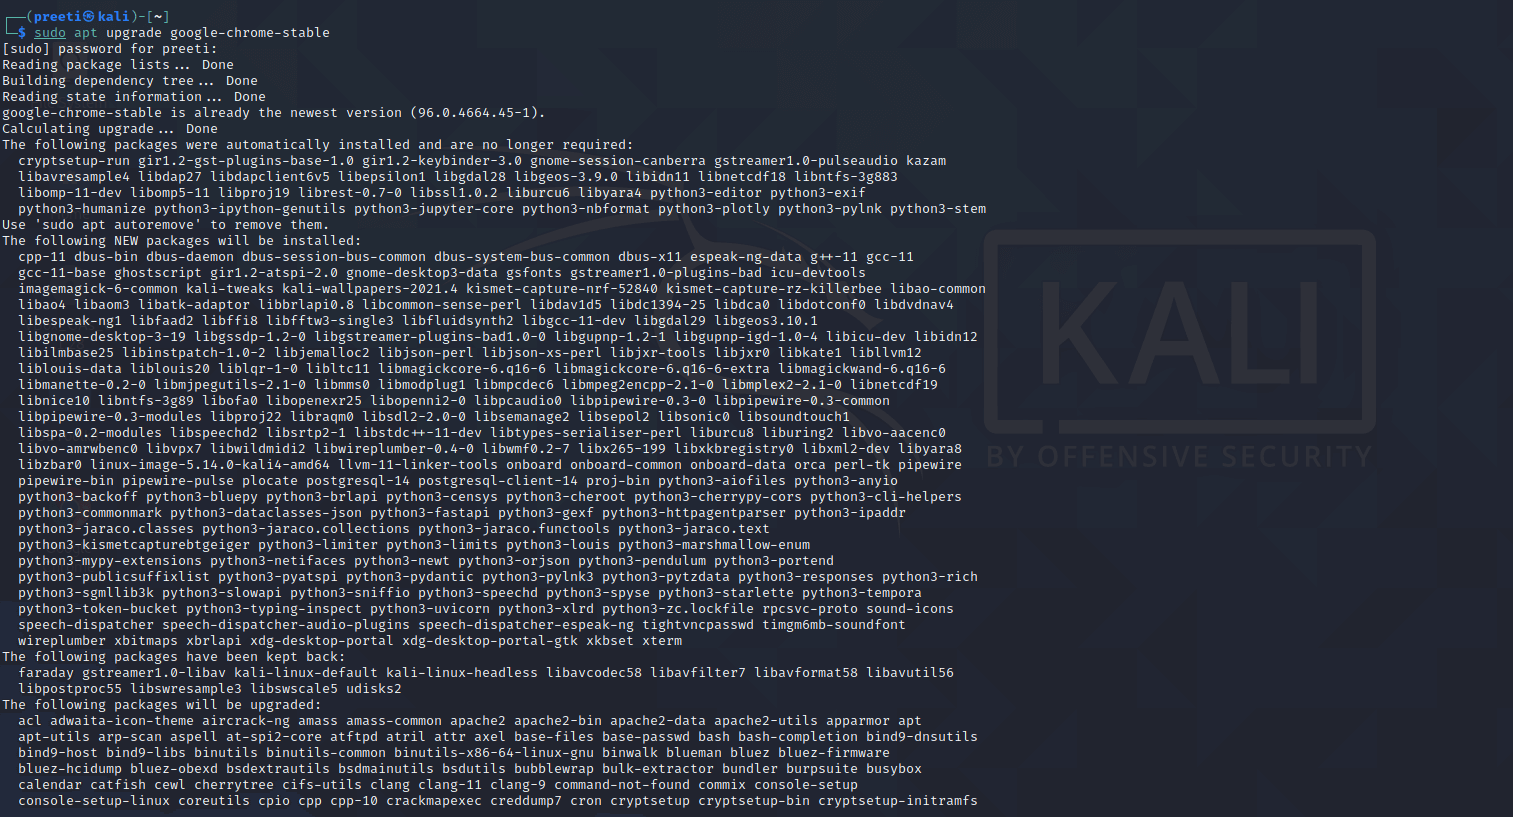 ┌──(preeti㉿kali)-[~]
└─$ sudo apt upgrade google-chrome-stable
[sudo] password for preeti:
Reading package lists... Done
Building dependency tree... Done
Reading state information... Done
google-chrome-stable is already the newest version (96.0.4664.45-1).
Calculating upgrade... Done
The following packages were automatically installed and are no longer required:
  cryptsetup-run gir1.2-gst-plugins-base-1.0 gir1.2-keybinder-3.0 gnome-session-canberra gstreamer1.0-pulseaudio kazam
  libavresample4 libdap27 libdapclient6v5 libepsilon1 libgdal28 libgeos-3.9.0 libidn11 libnetcdf18 libntfs-3g883
  libomp-11-dev libomp5-11 libproj19 librest-0.7-0 libssl1.0.2 liburcu6 libyara4 python3-editor python3-exif
  python3-humanize python3-ipython-genutils python3-jupyter-core python3-nbformat python3-plotly python3-pylnk python3-stem
Use 'sudo apt autoremove' to remove them.
The following NEW packages will be installed:
  cpp-11 dbus-bin dbus-daemon dbus-session-bus-common dbus-system-bus-common dbus-x11 espeak-ng-data g++-11 gcc-11
  gcc-11-base ghostscript gir1.2-atspi-2.0 gnome-desktop3-data gsfonts gstreamer1.0-plugins-bad icu-devtools
  imagemagick-6-common kali-tweaks kali-wallpapers-2021.4 kismet-capture-nrf-52840 kismet-capture-rz-killerbee libao-common
  libao4 libaom3 libatk-adaptor libbrlapi0.8 libcommon-sense-perl libdav1d5 libdc1394-25 libdca0 libdotconf0 libdvdnav4
  libespeak-ng1 libfaad2 libffi8 libfftw3-single3 libfluidsynth2 libgcc-11-dev libgdal29 libgeos3.10.1
  libgnome-desktop-3-19 libgssdp-1.2-0 libgstreamer-plugins-bad1.0-0 libgupnp-1.2-1 libgupnp-igd-1.0-4 libicu-dev libidn12
  libilmbase25 libinstpatch-1.0-2 libjemalloc2 libjson-perl libjson-xs-perl libjxr-tools libjxr0 libkate1 libllvm12
  liblouis-data liblouis20 liblqr-1-0 libltc11 libmagickcore-6.q16-6 libmagickcore-6.q16-6-extra libmagickwand-6.q16-6
  libmanette-0.2-0 libmjpegutils-2.1-0 libmms0 libmodplug1 libmpcdec6 libmpeg2encpp-2.1-0 libmplex2-2.1-0 libnetcdf19
  libnice10 libntfs-3g89 libofa0 libopenexr25 libopenni2-0 libpcaudio0 libpipewire-0.3-0 libpipewire-0.3-common
  libpipewire-0.3-modules libproj22 libraqm0 libsdl2-2.0-0 libsemanage2 libsepol2 libsonic0 libsoundtouch1
  libspa-0.2-modules libspeechd2 libsrtp2-1 libstdc++-11-dev libtypes-serialiser-perl liburcu8 liburing2 libvo-aacenc0
  libvo-amrwbenc0 libvpx7 libwildmidi2 libwireplumber-0.4-0 libwmf0.2-7 libx265-199 libxkbregistry0 libxml2-dev libyara8
  libzbar0 linux-image-5.14.0-kali4-amd64 llvm-11-linker-tools onboard onboard-common onboard-data orca perl-tk pipewire
  pipewire-bin pipewire-pulse plocate postgresql-14 postgresql-client-14 proj-bin python3-aiofiles python3-anyio
  python3-backoff python3-bluepy python3-brlapi python3-censys python3-cheroot python3-cherrypy-cors python3-cli-helpers
  python3-commonmark python3-dataclasses-json python3-fastapi python3-gexf python3-httpagentparser python3-ipaddr
  python3-jaraco.classes python3-jaraco.collections python3-jaraco.functools python3-jaraco.text
  python3-kismetcapturebtgeiger python3-limiter python3-limits python3-louis python3-marshmallow-enum
  python3-mypy-extensions python3-netifaces python3-newt python3-orjson python3-pendulum python3-portend
  python3-publicsuffixlist python3-pyatspi python3-pydantic python3-pylnk3 python3-pytzdata python3-responses python3-rich
  python3-sgmllib3k python3-slowapi python3-sniffio python3-speechd python3-spyse python3-starlette python3-tempora
  python3-token-bucket python3-typing-inspect python3-uvicorn python3-xlrd python3-zc.lockfile rpcsvc-proto sound-icons
  speech-dispatcher speech-dispatcher-audio-plugins speech-dispatcher-espeak-ng tightvncpasswd timgm6mb-soundfont
  wireplumber xbitmaps xbrlapi xdg-desktop-portal xdg-desktop-portal-gtk xkbset xterm
The following packages have been kept back:
  faraday gstreamer1.0-libav kali-linux-default kali-linux-headless libavcodec58 libavfilter7 libavformat58 libavutil56
  libpostproc55 libswresample3 libswscale5 udisks2
The following packages will be upgraded:
  acl adwaita-icon-theme aircrack-ng amass amass-common apache2 apache2-bin apache2-data apache2-utils apparmor apt
  apt-utils arp-scan aspell at-spi2-core atftpd atril attr axel base-files base-passwd bash bash-completion bind9-dnsutils
  bind9-host bind9-libs binutils binutils-common binutils-x86-64-linux-gnu binwalk blueman bluez bluez-firmware
  bluez-hcidump bluez-obexd bsdextrautils bsdmainutils bsdutils bubblewrap bulk-extractor bundler burpsuite busybox
  calendar catfish cewl cherrytree cifs-utils clang clang-11 clang-9 command-not-found commix console-setup
  console-setup-linux coreutils cpio cpp cpp-10 crackmapexec creddump7 cron cryptsetup cryptsetup-bin cryptsetup-initramfs
KALI
BY OFFENSIVE SECURITY